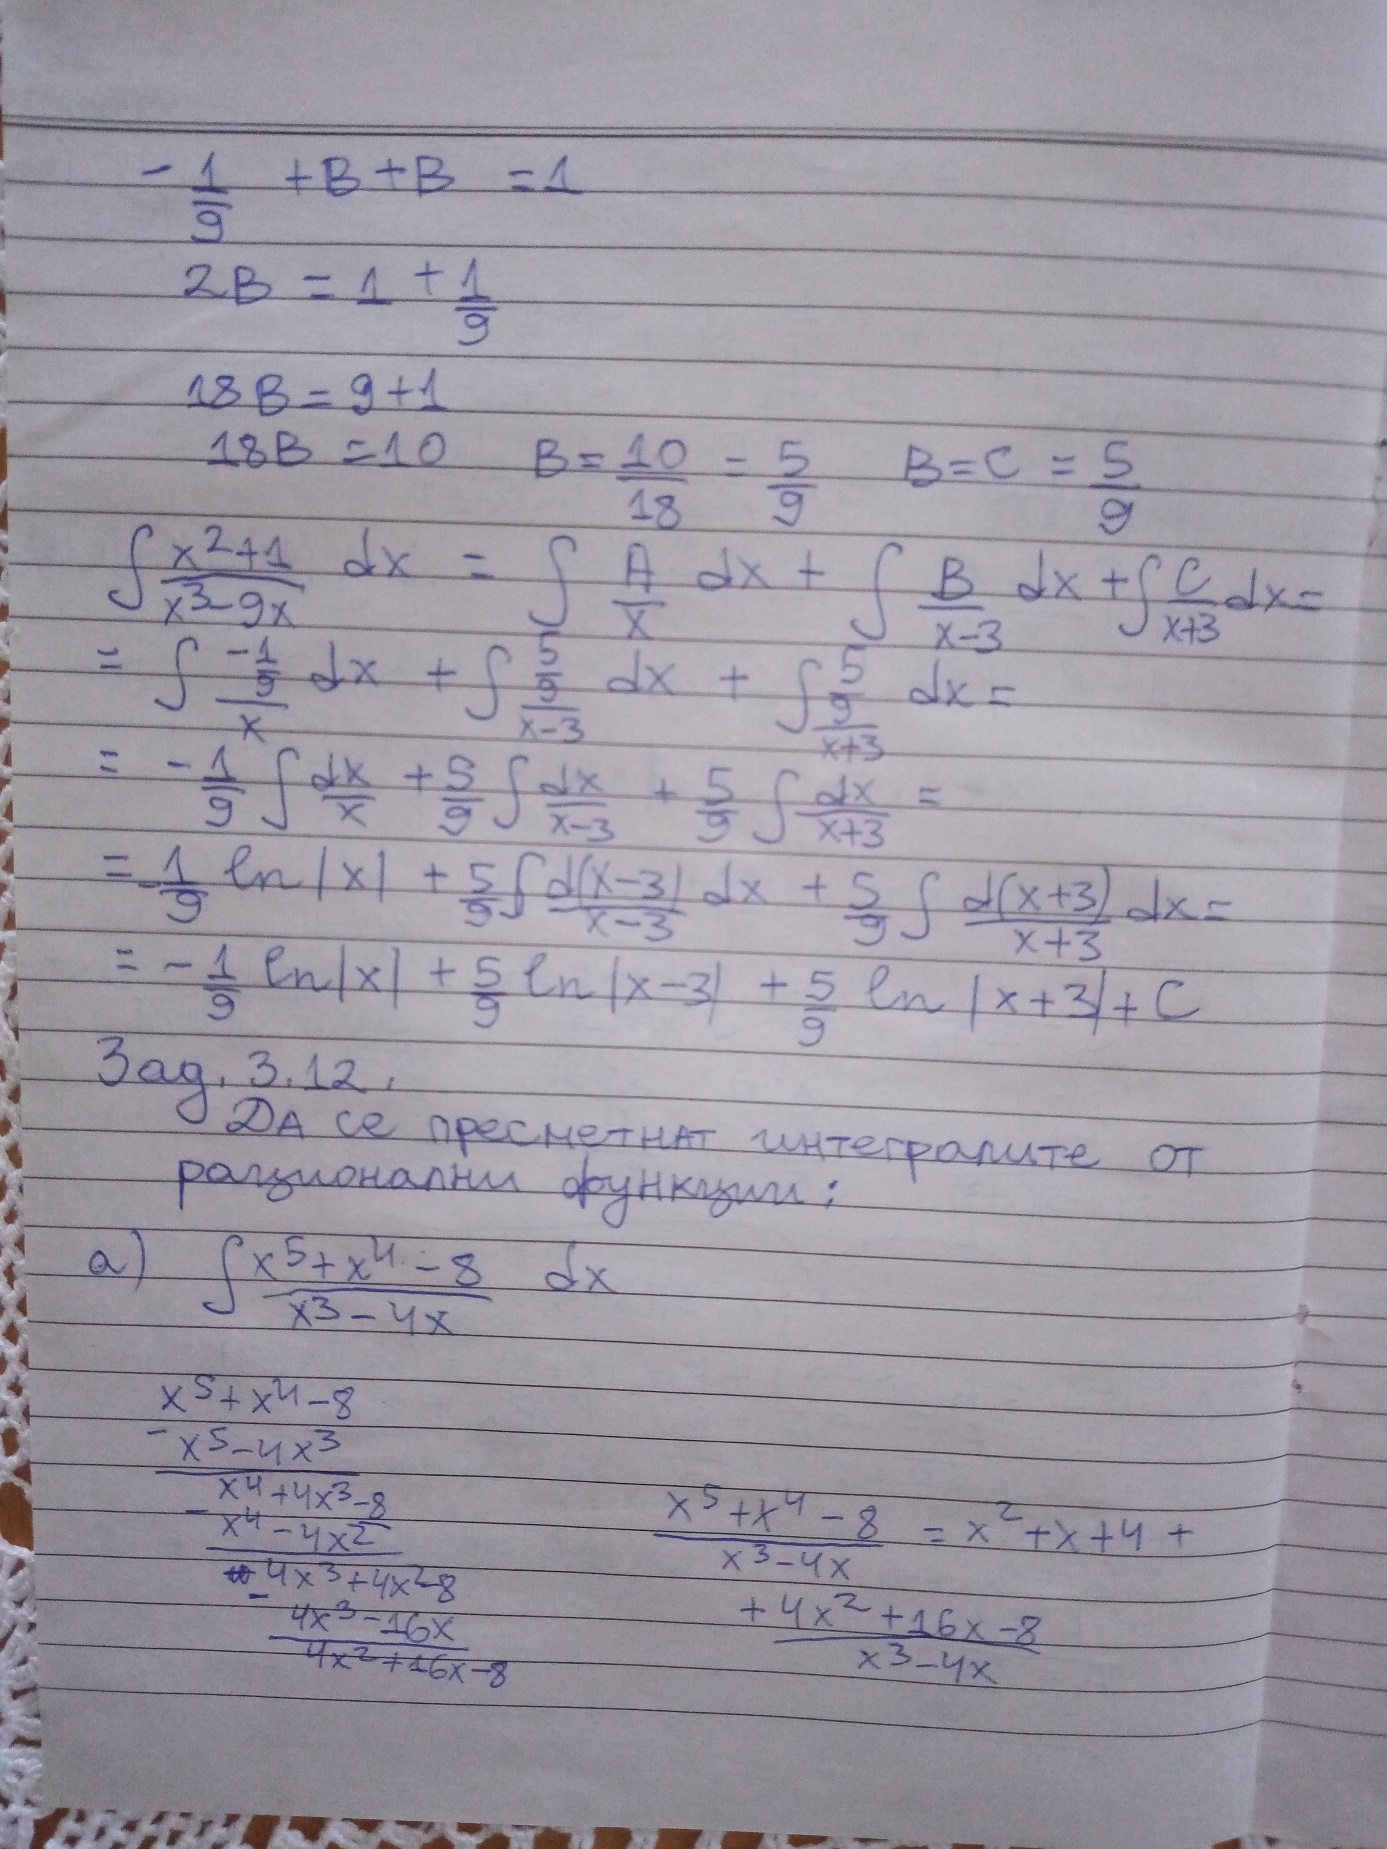 - 1/9 + B + B = 1
2B = 1 + 1/9
18B = 9+1
18B = 10 B = 10/18 = 5/9 B = C = 5/9
∫ (x²+1)/(x³-9x) dx = ∫ A/x dx + ∫ B/(x-3) dx + ∫ C/(x+3) dx =
= ∫ (-1/9)/x dx + ∫ (5/9)/(x-3) dx + ∫ (5/9)/(x+3) dx =
= - 1/9 ∫ dx/x + 5/9 ∫ dx/(x-3) + 5/9 ∫ dx/(x+3) =
= - 1/9 ln |x| + 5/9 ∫ d(x-3)/(x-3) dx + 5/9 ∫ d(x+3)/(x+3) dx =
= - 1/9 ln|x| + 5/9 ln |x-3| + 5/9 ln |x+3| + C
Зад. 3.12.
Да се пресметнат интегралите от
рационални функции:
а) ∫ (x⁵+x⁴-8)/(x³-4x) dx
x⁵+x⁴-8
- x⁵-4x³
x⁴+4x³-8
- x⁴-4x²
4x³+4x²-8
- 4x³-16x
4x²+16x-8
(x⁵+x⁴-8)/(x³-4x) = x²+x+4 +
+ (4x²+16x-8)/(x³-4x)